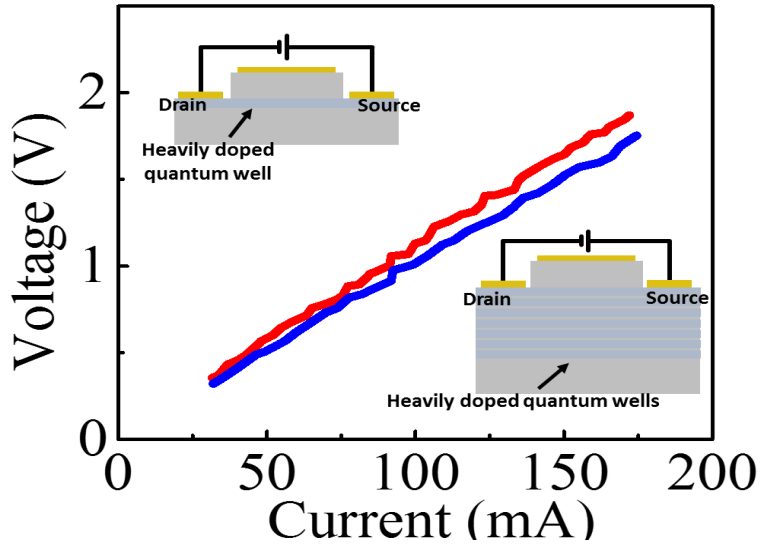 Voltage (V)
2
1
0
0
50
100
150
200
Current (mA)
Drain
Source
Heavily doped
quantum well
Drain
Source
Heavily doped quantum wells